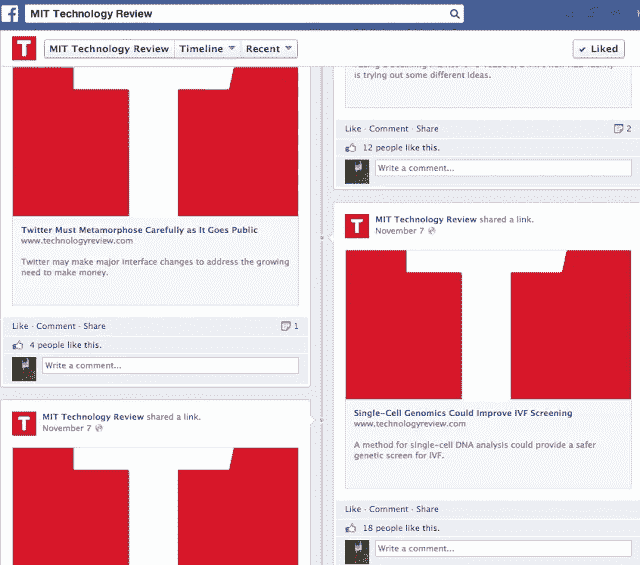 MIT Technology Review
T MIT Technology Review Timeline Recent Liked
Twitter Must Metamorphose Carefully as It Goes Public
www.technologyreview.com
Twitter may make major interface changes to address the growing
need to make money.
Like · Comment · Share 1
4 people like this.
Write a comment...
T MIT Technology Review shared a link.
November 7
is trying out some different ideas.
Like · Comment · Share 2
12 people like this.
Write a comment...
T MIT Technology Review shared a link.
November 7
Single-Cell Genomics Could Improve IVF Screening
www.technologyreview.com
A method for single-cell DNA analysis could provide a safer
genetic screen for IVF.
Like · Comment · Share
18 people like this.
Write a comment...